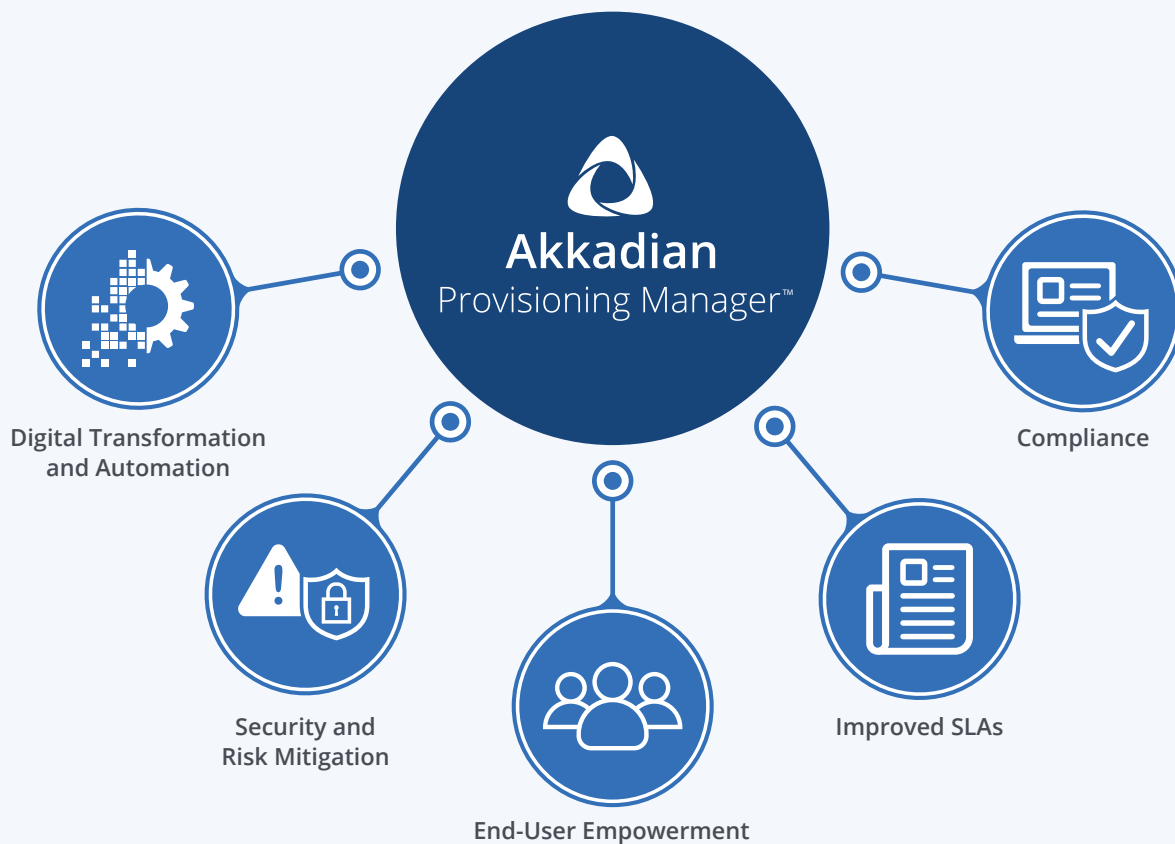 Akkadian
Provisioning Manager™
Digital Transformation
and Automation
Security and
Risk Mitigation
End-User Empowerment
Improved SLAs
Compliance